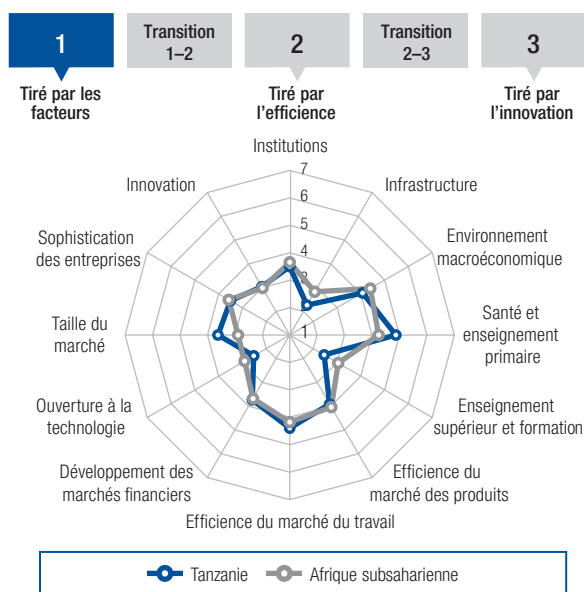 1
Transition
1–2
2
Transition
2–3
3
Tiré par les
facteurs
Tiré par
l'efficience
Tiré par
l'innovation
Institutions
7
6
5
4
3
2
1
Infrastructure
Environnement
macroéconomique
Santé et
enseignement
primaire
Enseignement
supérieur et formation
Efficience du
marché des produits
Efficience du marché du travail
Développement des
marchés financiers
Ouverture à la
technologie
Taille du
marché
Sophistication
des entreprises
Innovation
Tanzanie
Afrique subsaharienne